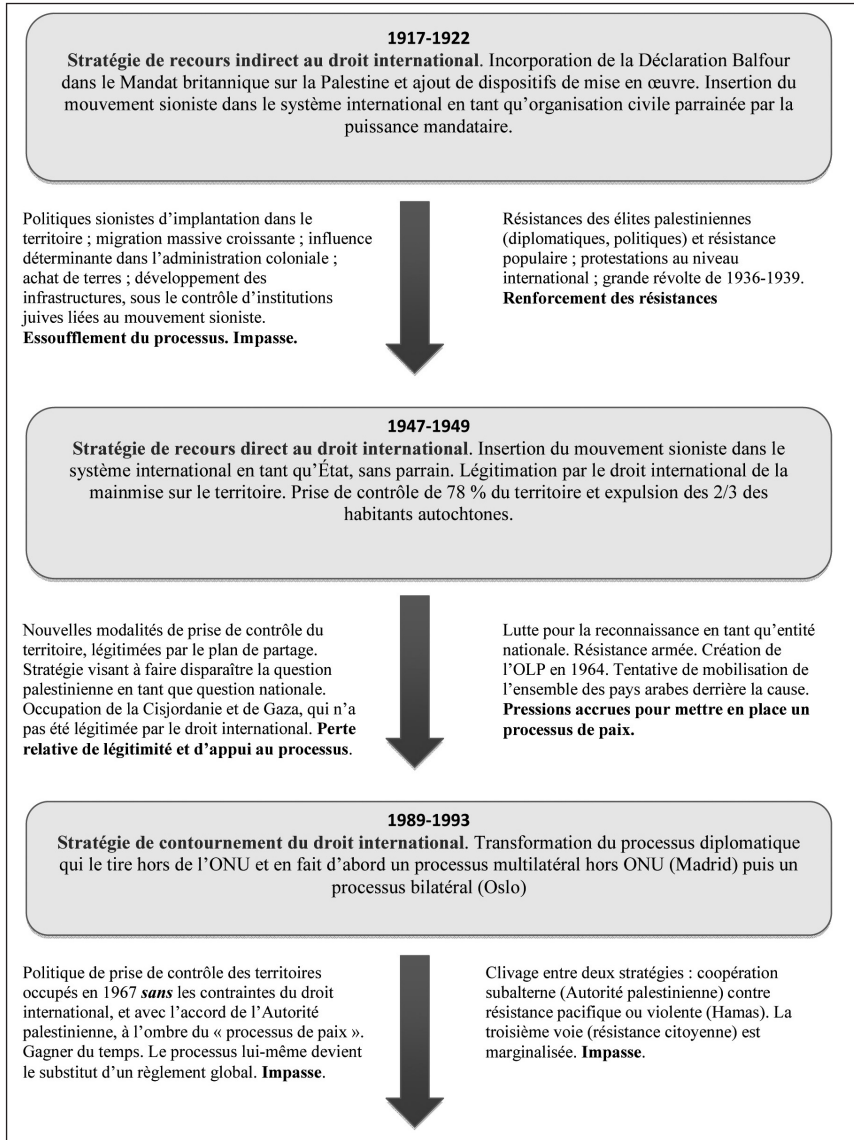 1917-1922
Stratégie de recours indirect au droit international. Incorporation de la Déclaration Balfour
dans le Mandat britannique sur la Palestine et ajout de dispositifs de mise en œuvre. Insertion du
mouvement sioniste dans le système international en tant qu’organisation civile parrainée par la
puissance mandataire.
Politiques sionistes d’implantation dans le
territoire ; migration massive croissante ; influence
déterminante dans l’administration coloniale ;
achat de terres ; développement des
infrastructures, sous le contrôle d’institutions
juives liées au mouvement sioniste.
Essoufflement du processus. Impasse.
Résistances des élites palestiniennes
(diplomatiques, politiques) et résistance
populaire ; protestations au niveau
international ; grande révolte de 1936-1939.
Renforcement des résistances
1947-1949
Stratégie de recours direct au droit international. Insertion du mouvement sioniste dans le
système international en tant qu’État, sans parrain. Légitimation par le droit international de la
mainmise sur le territoire. Prise de contrôle de 78 % du territoire et expulsion des 2/3 des
habitants autochtones.
Nouvelles modalités de prise de contrôle du
territoire, légitimées par le plan de partage.
Stratégie visant à faire disparaître la question
palestinienne en tant que question nationale.
Occupation de la Cisjordanie et de Gaza, qui n’a
pas été légitimée par le droit international. Perte
relative de légitimité et d’appui au processus.
Lutte pour la reconnaissance en tant qu’entité
nationale. Résistance armée. Création de
l’OLP en 1964. Tentative de mobilisation de
l’ensemble des pays arabes derrière la cause.
Pressions accrues pour mettre en place un
processus de paix.
1989-1993
Stratégie de contournement du droit international. Transformation du processus diplomatique
qui le tire hors de l’ONU et en fait d’abord un processus multilatéral hors ONU (Madrid) puis un
processus bilatéral (Oslo)
Politique de prise de contrôle des territoires
occupés en 1967 sans les contraintes du droit
international, et avec l’accord de l’Autorité
palestinienne, à l’ombre du « processus de paix ».
Gagner du temps. Le processus lui-même devient
le substitut d’un règlement global. Impasse.
Clivage entre deux stratégies : coopération
subalterne (Autorité palestinienne) contre
résistance pacifique ou violente (Hamas). La
troisième voie (résistance citoyenne) est
marginalisée. Impasse.